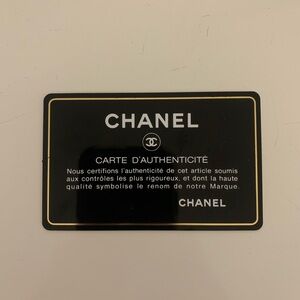 CHANEL
CARTE D'AUTHENTICITÉ
Nous certifions l'authenticité de cet article soumis
aux contrôles les plus rigoureux, et dont la haute
qualité symbolise le renom de notre Marque.
CHANEL